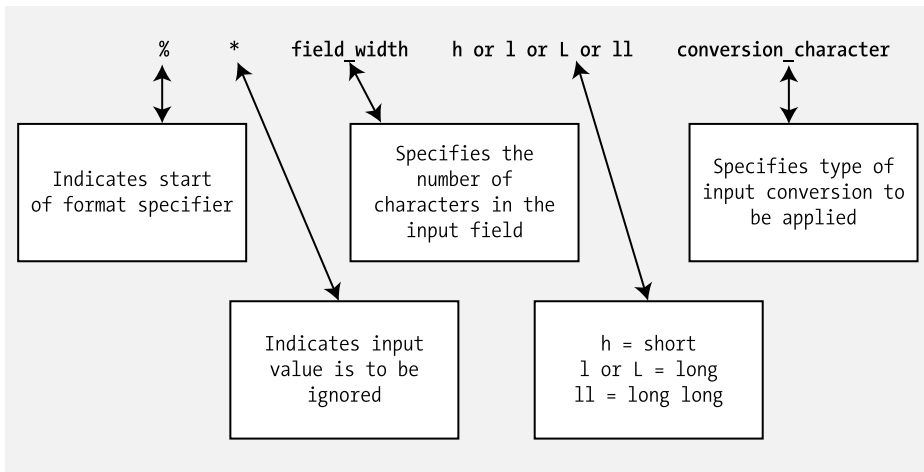 % * field_width h or l or L or ll conversion_character
Indicates start
of format specifier
Specifies the
number of
characters in the
input field
Specifies type of
input conversion to
be applied
Indicates input
value is to be
ignored
h = short
l or L = long
ll = long long